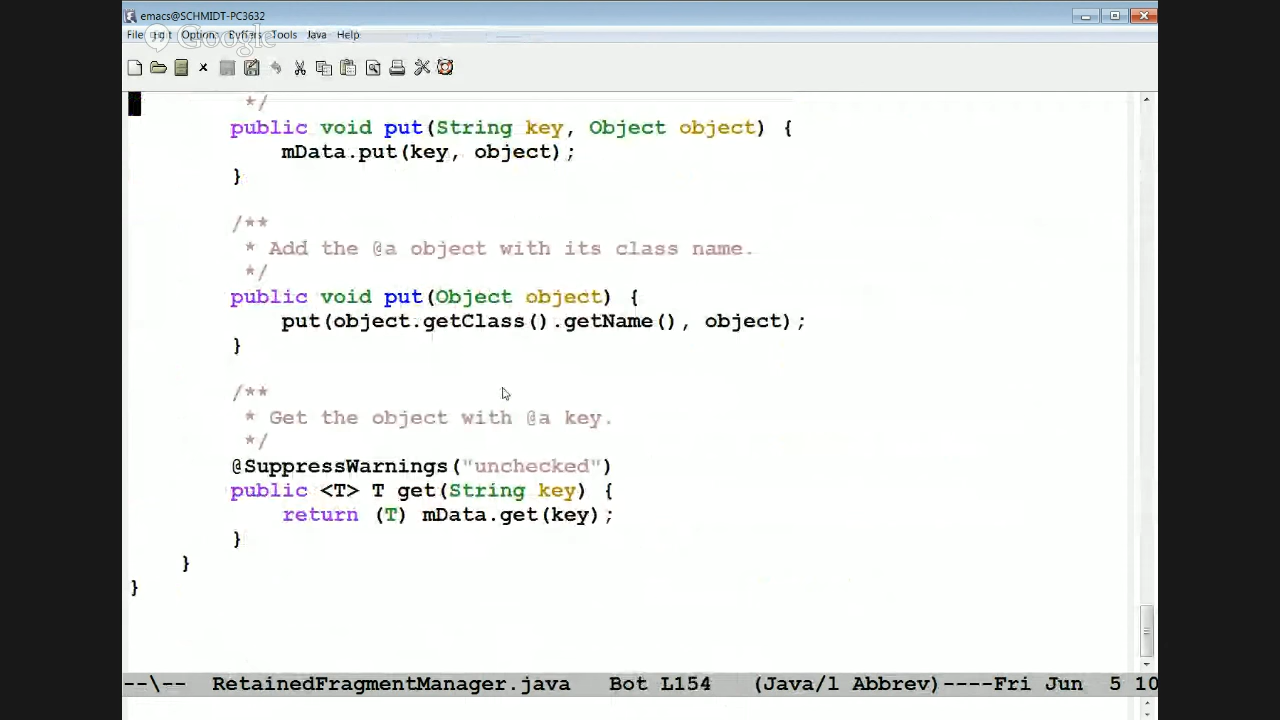 emacs@SCHMIDT-PC3632
File Edit Options Buffers Tools Java Help
Google
*/
public void put(String key, Object object) {
mData.put(key, object);
}
/**
* Add the @a object with its class name.
*/
public void put(Object object) {
put(object.getClass().getName(), object);
}
/**
* Get the object with @a key.
*/
@SuppressWarnings("unchecked")
public <T> T get(String key) {
return (T) mData.get(key);
}
}
}
--\-- RetainedFragmentManager.java Bot L154 (Java/l Abbrev)----Fri Jun 5 10